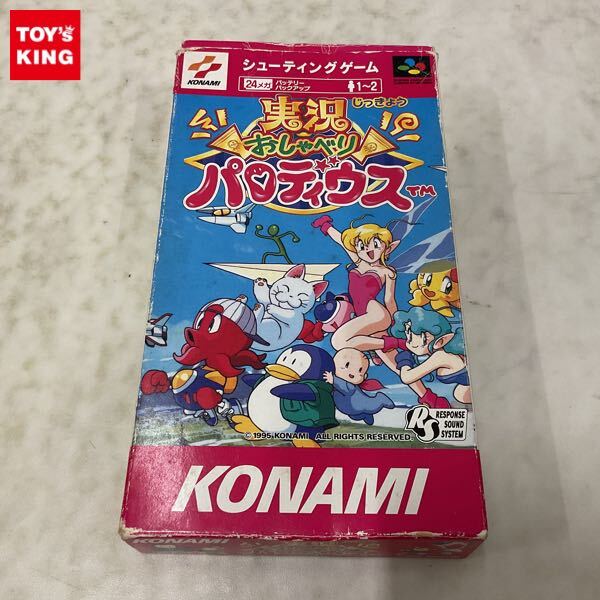 TOY's
KING
KONAMI
シューティングゲーム
24メガ バッテリーバックアップ 1~2
じっきょう
実況
おしゃべり
パロディウス TM
RS RESPONSE SOUND SYSTEM
© 1995 KONAMI ALL RIGHTS RESERVED.
KONAMI